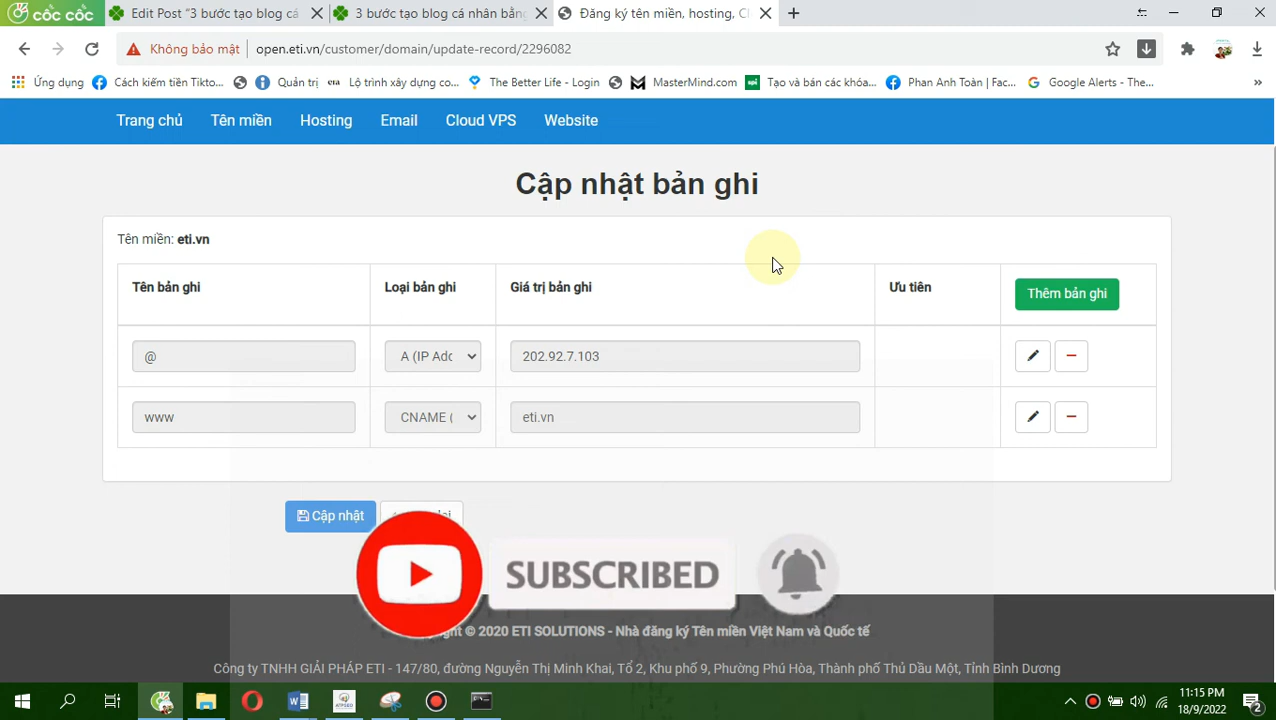 cốc cốc
Edit Post “3 bước tạo blog cá
3 bước tạo blog cá nhân bằng
Đăng ký tên miền, hosting, Cl
Không bảo mật
open.eti.vn/customer/domain/update-record/2296082
Ứng dụng
Cách kiếm tiền Tikto...
Quản trị
eta
Lộ trình xây dựng co...
The Better Life - Login
MasterMind.com
Tạo và bán các khóa...
Phan Anh Toàn | Fac...
Google Alerts - The...
»
Trang chủ
Tên miền
Hosting
Email
Cloud VPS
Website
Cập nhật bản ghi
Tên miền: eti.vn
Tên bản ghi
Loại bản ghi
Giá trị bản ghi
Ưu tiên
Thêm bản ghi
@
A (IP Adc
202.92.7.103
www
CNAME (
eti.vn
Cập nhật
SUBSCRIBED
© 2020 ETI SOLUTIONS - Nhà đăng ký Tên miền Việt Nam và Quốc tế
Công ty TNHH GIẢI PHÁP ETI - 147/80, đường Nguyễn Thị Minh Khai, Tổ 2, Khu phố 9, Phường Phú Hòa, Thành phố Thủ Dầu Một, Tỉnh Bình Dương
11:15 PM
18/9/2022
2